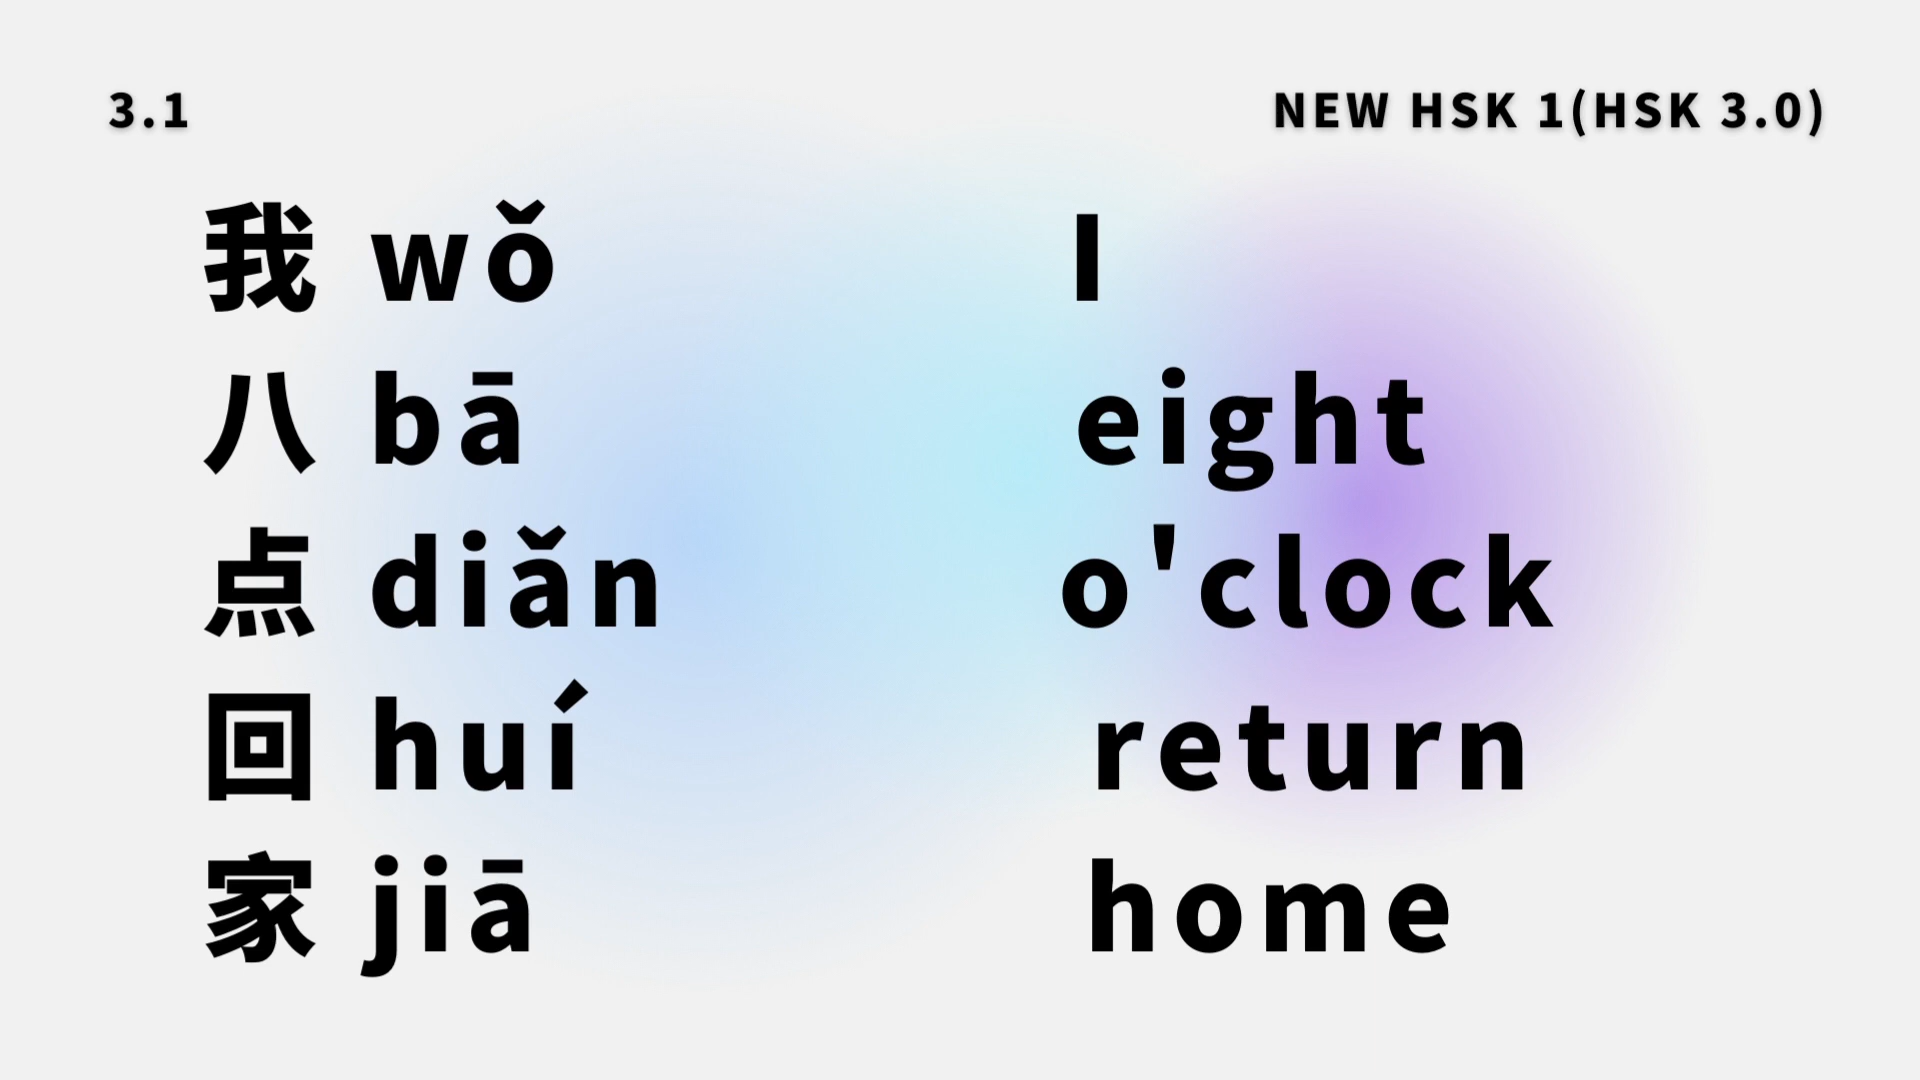 3.1 NEW HSK 1(HSK 3.0)
我 wǒ I
八 bā eight
点 diǎn o'clock
回 huí return
家 jiā home